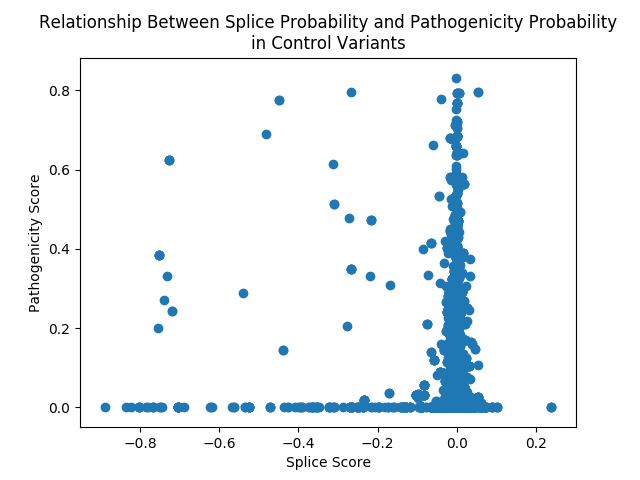 Relationship Between Splice Probability and Pathogenicity Probability
in Control Variants
Pathogenicity Score
0.8
0.6
0.4
0.2
0.0
−0.8
−0.6
−0.4
−0.2
0.0
0.2
Splice Score